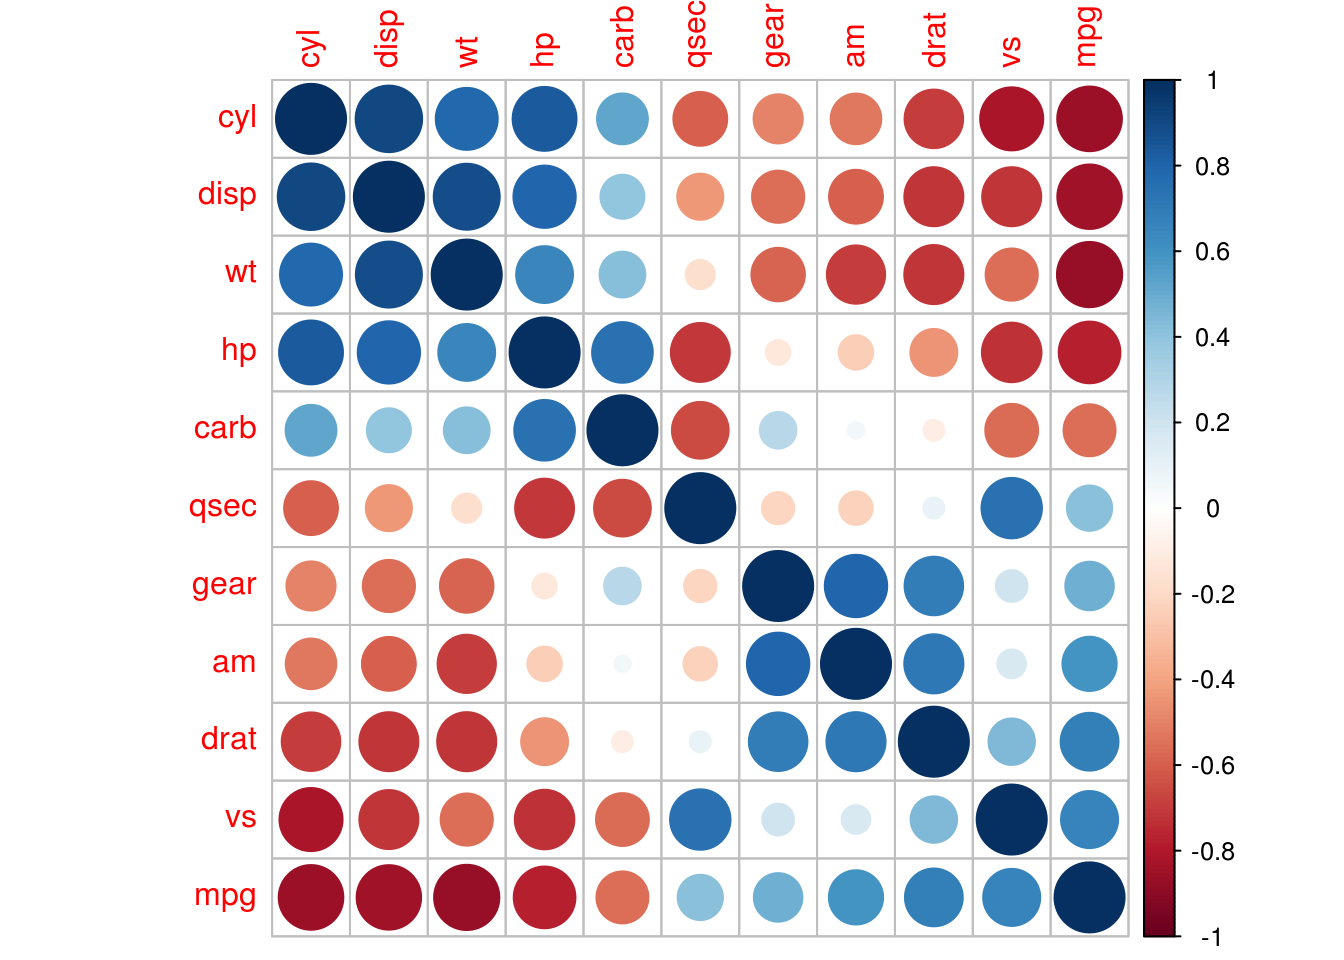 cyl disp wt hp carb qsec gear am drat vs mpg
cyl
disp
wt
hp
carb
qsec
gear
am
drat
vs
mpg
1
0.8
0.6
0.4
0.2
0
-0.2
-0.4
-0.6
-0.8
-1